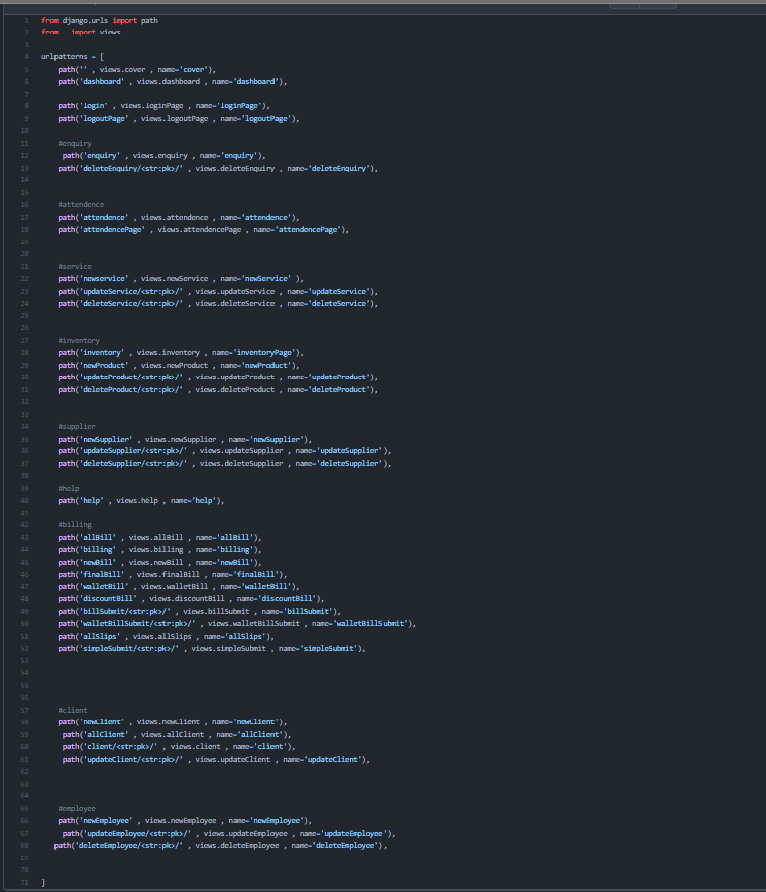 1 from django.urls import path
2 from . import views
3
4 urlpatterns = [
5 path('' , views.cover , name='cover'),
6 path('dashboard' , views.dashboard , name='dashboard'),
7
8 path('login' , views.loginPage , name='loginPage'),
9 path('logoutPage' , views.logoutPage , name='logoutPage'),
10
11 #enquiry
12 path('enquiry' , views.enquiry , name='enquiry'),
13 path('deleteEnquiry/<str:pk>/' , views.deleteEnquiry , name='deleteEnquiry'),
14
15
16 #attendence
17 path('attendence' , views.attendence , name='attendence'),
18 path('attendencePage' , views.attendencePage , name='attendencePage'),
19
20
21 #service
22 path('newservice' , views.newService , name='newService' ),
23 path('updateService/<str:pk>/' , views.updateService , name='updateService'),
24 path('deleteService/<str:pk>/' , views.deleteService , name='deleteService'),
25
26
27 #inventory
28 path('inventory' , views.inventory , name='inventoryPage'),
29 path('newProduct' , views.newProduct , name='newProduct'),
30 path('updateProduct/<str:pk>/' , views.updateProduct , name='updateProduct'),
31 path('deleteProduct/<str:pk>/' , views.deleteProduct , name='deleteProduct'),
32
33
34 #supplier
35 path('newSupplier' , views.newSupplier , name='newSupplier'),
36 path('updateSupplier/<str:pk>/' , views.updateSupplier , name='updateSupplier'),
37 path('deleteSupplier/<str:pk>/' , views.deleteSupplier , name='deleteSupplier'),
38
39 #help
40 path('help' , views.help , name='help'),
41
42 #billing
43 path('allBill' , views.allBill , name='allBill'),
44 path('billing' , views.billing , name='billing'),
45 path('newBill' , views.newBill , name='newBill'),
46 path('finalBill' , views.finalBill , name='finalBill'),
47 path('walletBill' , views.walletBill , name='walletBill'),
48 path('discountBill' , views.discountBill , name='discountBill'),
49 path('billSubmit/<str:pk>/' , views.billSubmit , name='billSubmit'),
50 path('walletBillSubmit/<str:pk>/' , views.walletBillSubmit , name='walletBillSubmit'),
51 path('allSlips' , views.allSlips , name='allSlips'),
52 path('simpleSubmit/<str:pk>/' , views.simpleSubmit , name='simpleSubmit'),
53
54
55
56
57 #client
58 path('newClient' , views.newClient , name='newClient'),
59 path('allClient' , views.allClient , name='allClient'),
60 path('client/<str:pk>/' , views.client , name='client'),
61 path('updateClient/<str:pk>/' , views.updateClient , name='updateClient'),
62
63
64
65 #employee
66 path('newEmployee' , views.newEmployee , name='newEmployee'),
67 path('updateEmployee/<str:pk>/' , views.updateEmployee , name='updateEmployee'),
68 path('deleteEmployee/<str:pk>/' , views.deleteEmployee , name='deleteEmployee'),
69
70
71 ]